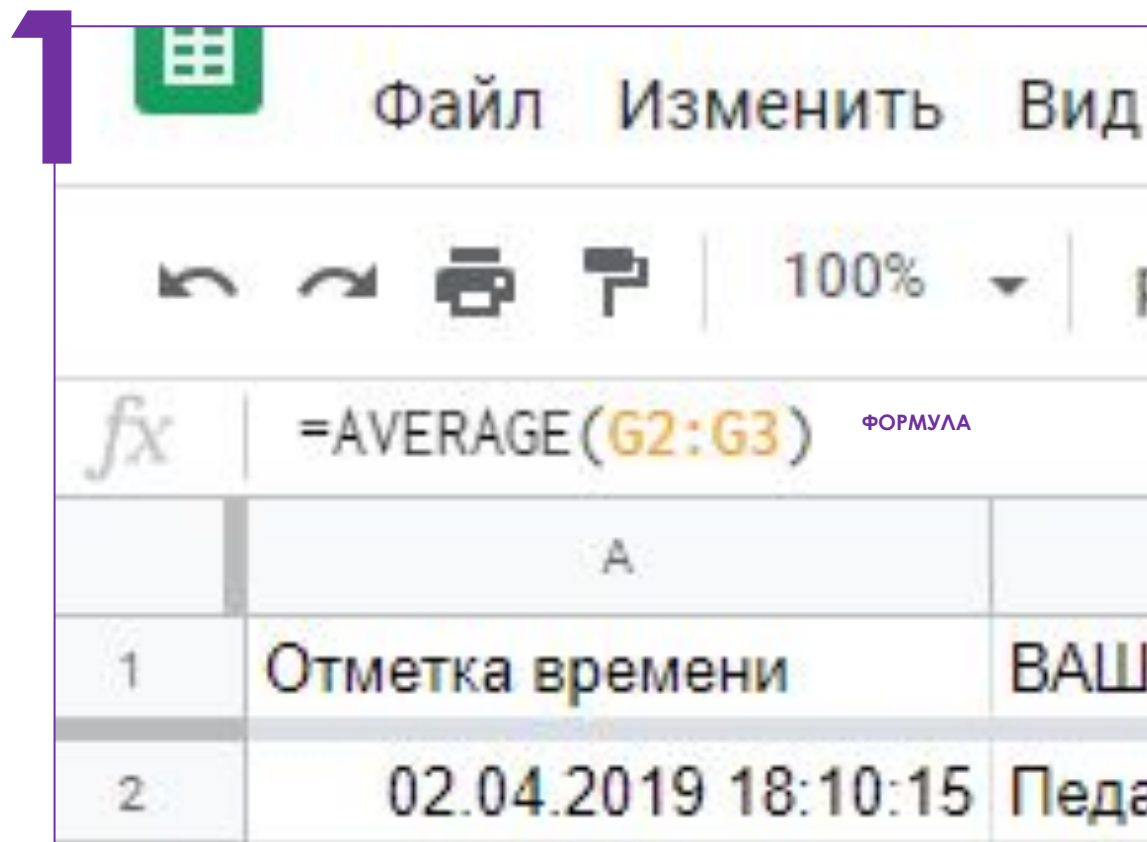 1
Файл Изменить Вид
100%
fx =AVERAGE(G2:G3) ФОРМУЛА
A
1 Отметка времени ВАШ
2 02.04.2019 18:10:15 Педа